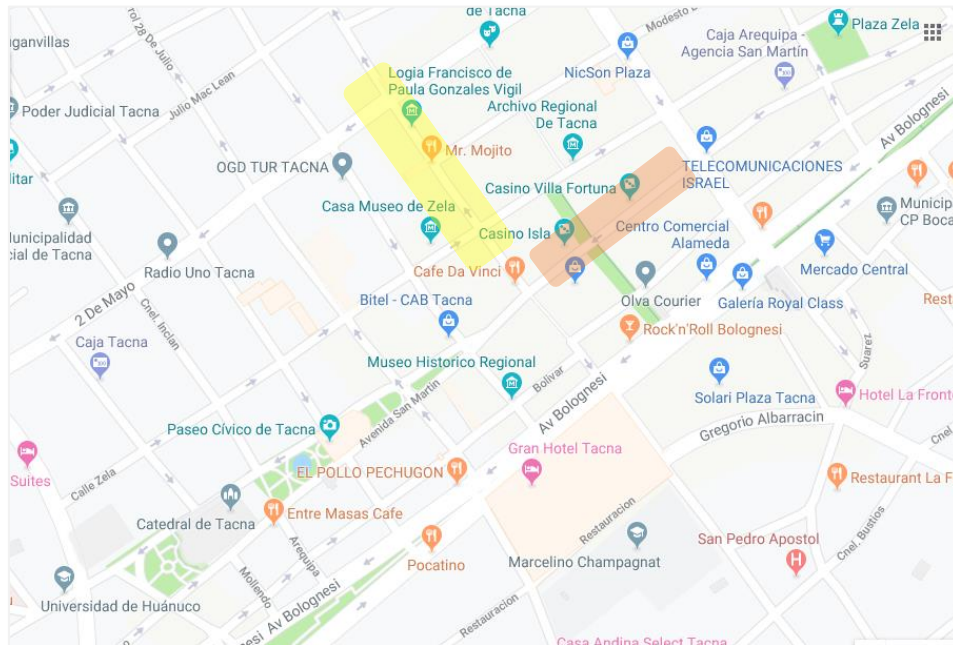 de Tacna
Modesto
Plaza Zela
Caja Arequipa -
Agencia San Martín
rol 28 de Julio
uganvillas
Julio Mac Lean
Logia Francisco de
Paula Gonzales Vigil
NicSon Plaza
Av Bolognesi
Poder Judicial Tacna
Archivo Regional
De Tacna
Mr. Mojito
OGD TUR TACNA
TELECOMUNICACIONES
ISRAEL
litar
Casino Villa Fortuna
Casa Museo de Zela
Municipa
CP Boca
Casino Isla
Centro Comercial
Alameda
Municipalidad
cial de Tacna
Radio Uno Tacna
Cafe Da Vinci
Mercado Central
Bitel - CAB Tacna
Olva Courier
Galería Royal Class
Rest
2 De Mayo
Cnel. Inclan
Rock'n'Roll Bolognesi
Caja Tacna
Museo Historico Regional
Bolivar
Suarez
Solari Plaza Tacna
Hotel La Fronte
Avenida San Martín
Av Bolognesi
Gregorio Albarracin
Paseo Cívico de Tacna
Gran Hotel Tacna
Cnel
Calle Zela
EL POLLO PECHUGON
Suites
Restaurant La F
Catedral de Tacna
Entre Masas Cafe
Restauracion
Cnel. Bustios
Arequipa
Pocatino
Marcelino Champagnat
San Pedro Apostol
Mollendo
Universidad de Huánuco
Av Bolognesi
Restauracion
nesi
Casa Andina Select Tacna